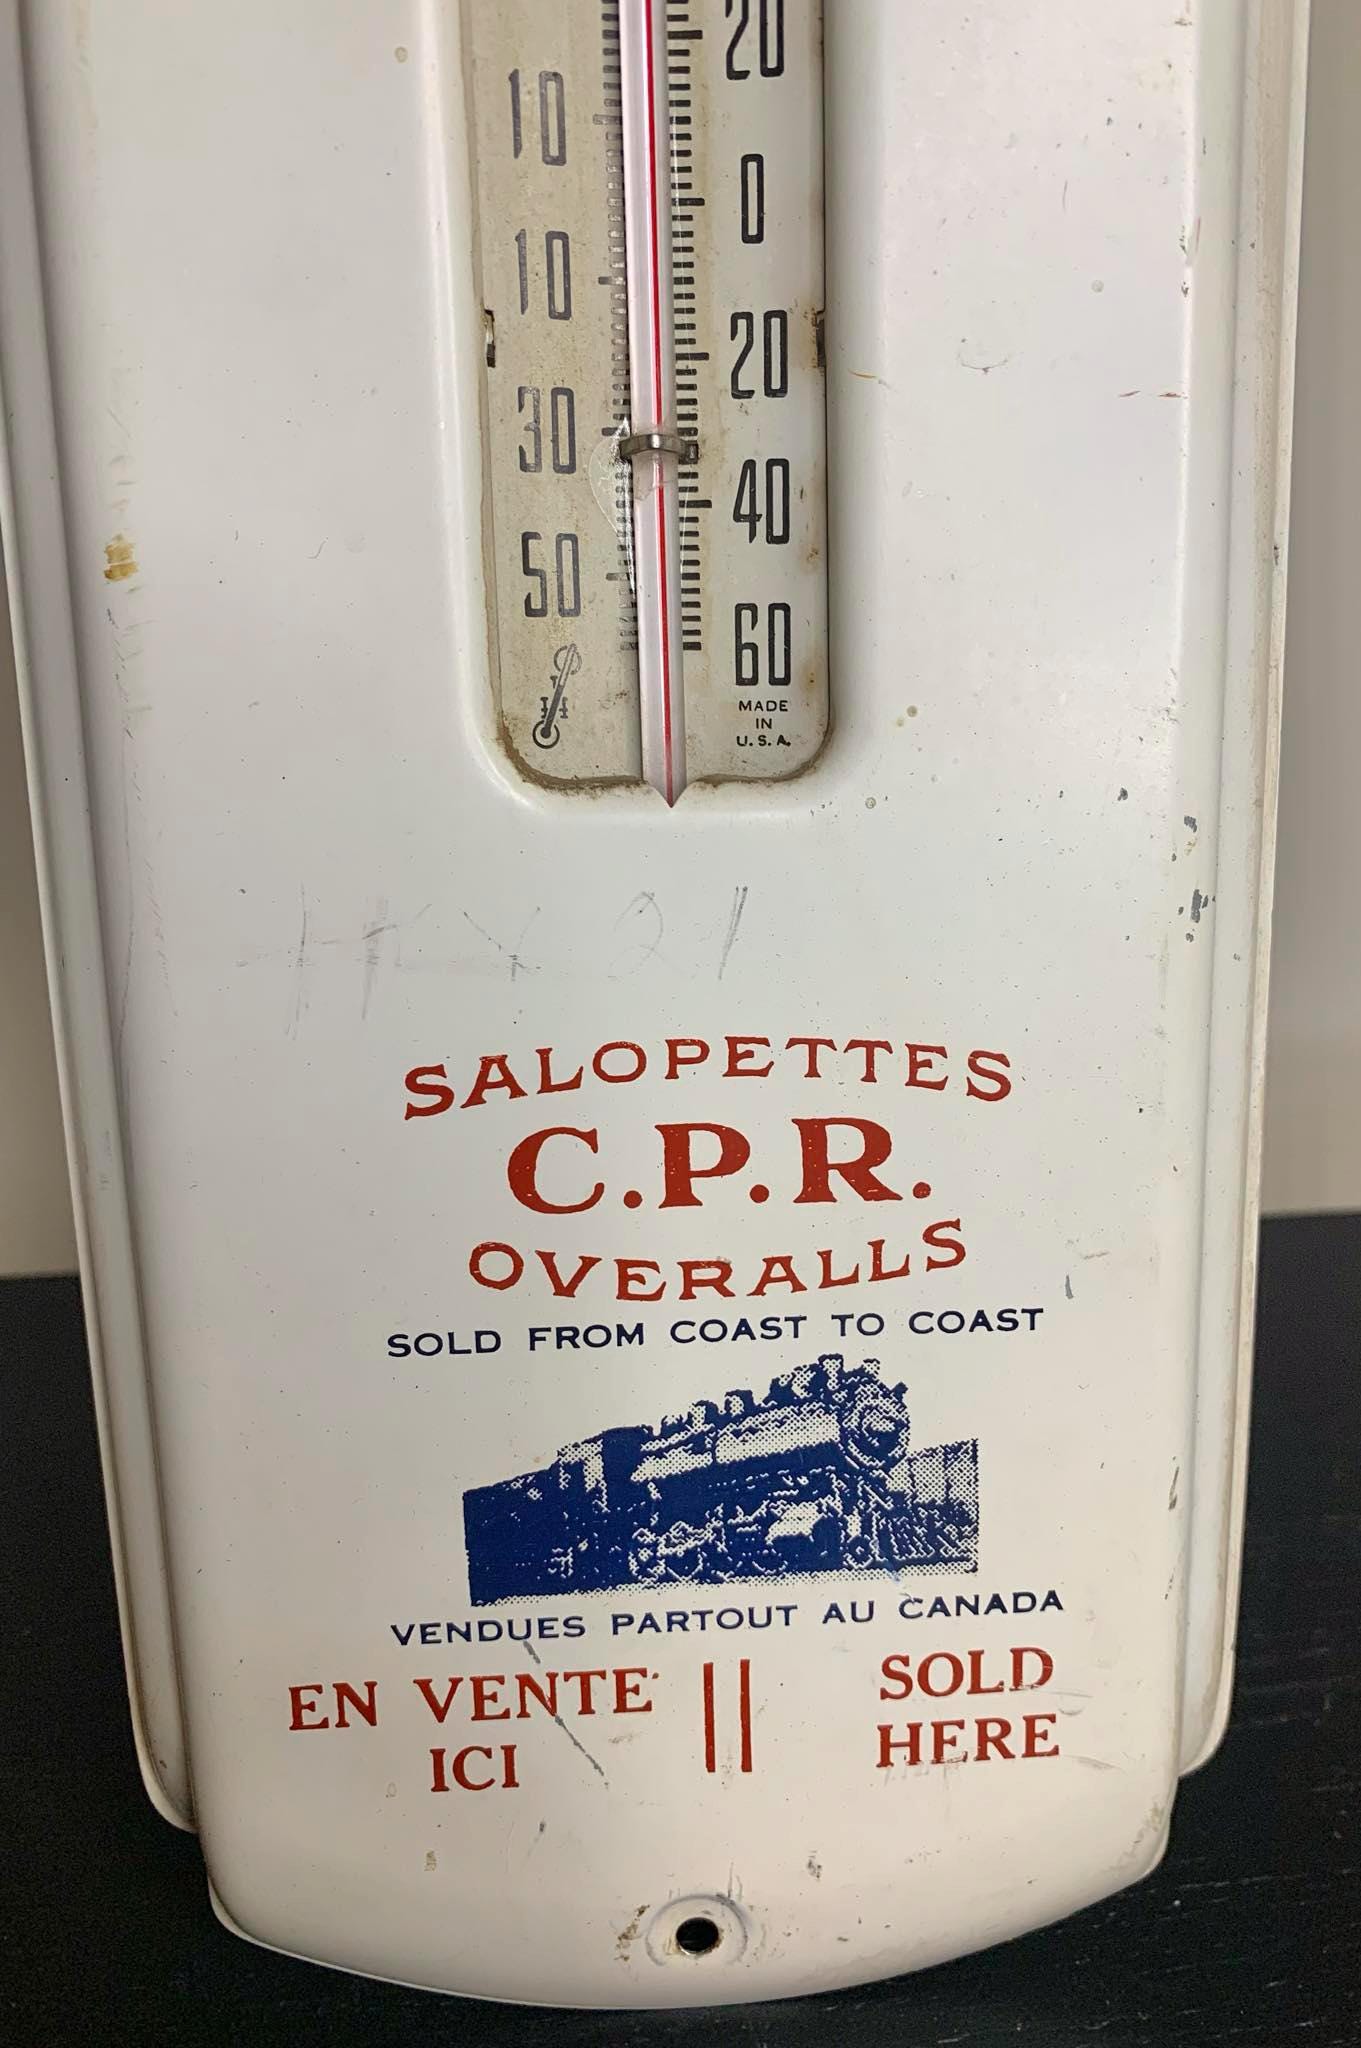 20
10
0
10
20
30
40
50
60
MADE
IN
U.S.A.
21
SALOPETTES
C.P.R.
OVERALLS
SOLD FROM COAST TO COAST
VENDUES PARTOUT AU CANADA
EN VENTE
ICI
SOLD
HERE